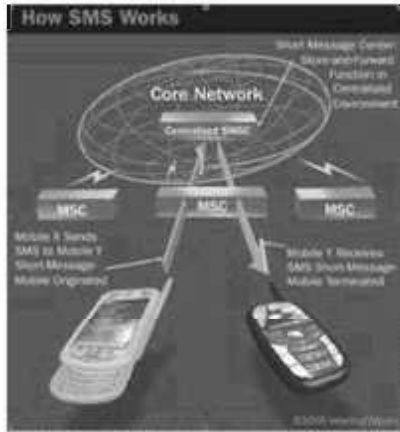 How SMS Works
Short Message Center
Store-and-Forward
Function in
Centralized
Environment
Core Network
Centralized SMSC
MSC
MSC
MSC
Mobile X Sends
SMS to Mobile Y
Short Message
Mobile Originated
Mobile Y Receives
SMS Short Message
Mobile Terminated
©2005